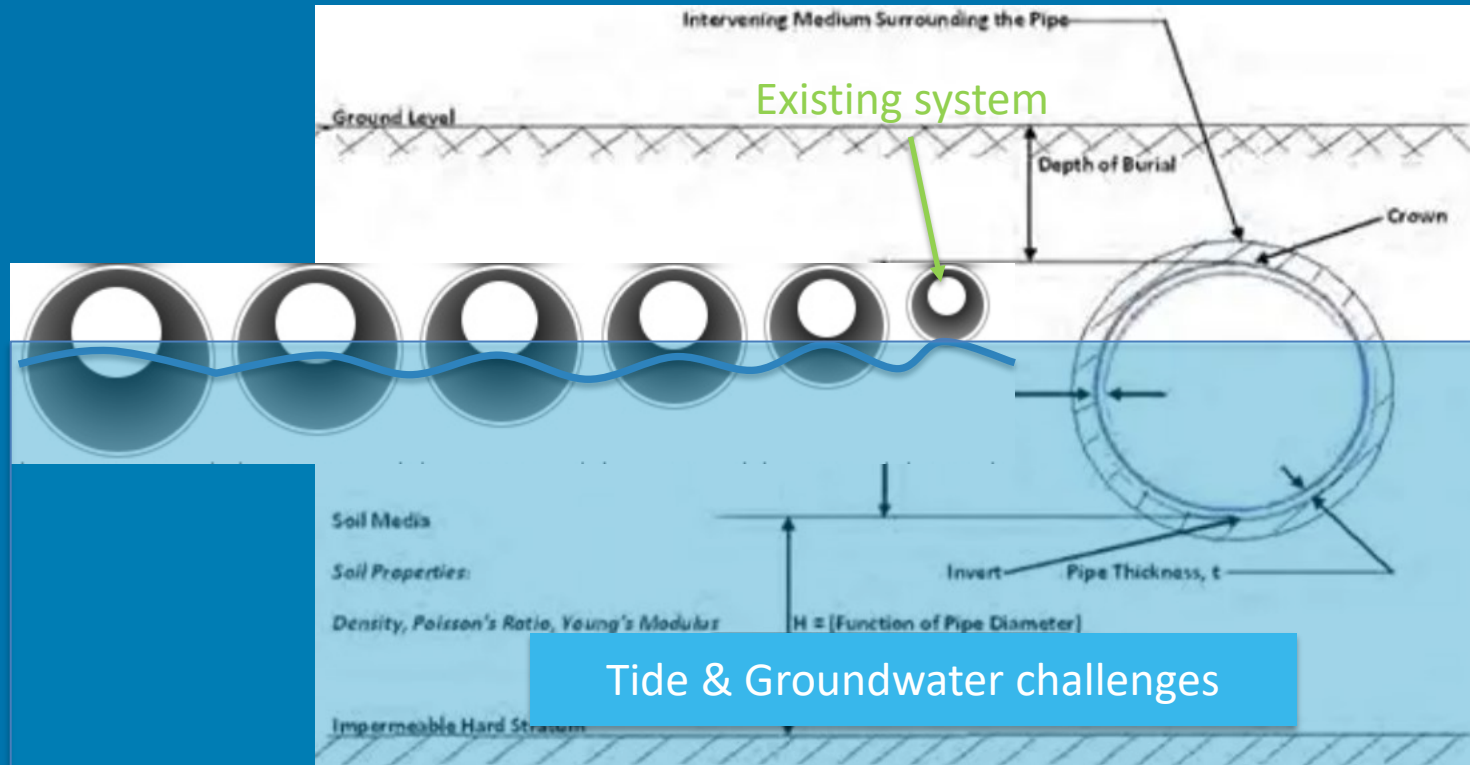 Intervening Medium Surrounding the Pipe
Existing system
Ground Level
Depth of Burial
Crown
Soil Media
Soil Properties:
Invert
Pipe Thickness, t
Density, Poisson's Ratio, Young's Modulus
H = [Function of Pipe Diameter]
Tide & Groundwater challenges
Impermeable Hard Stratum